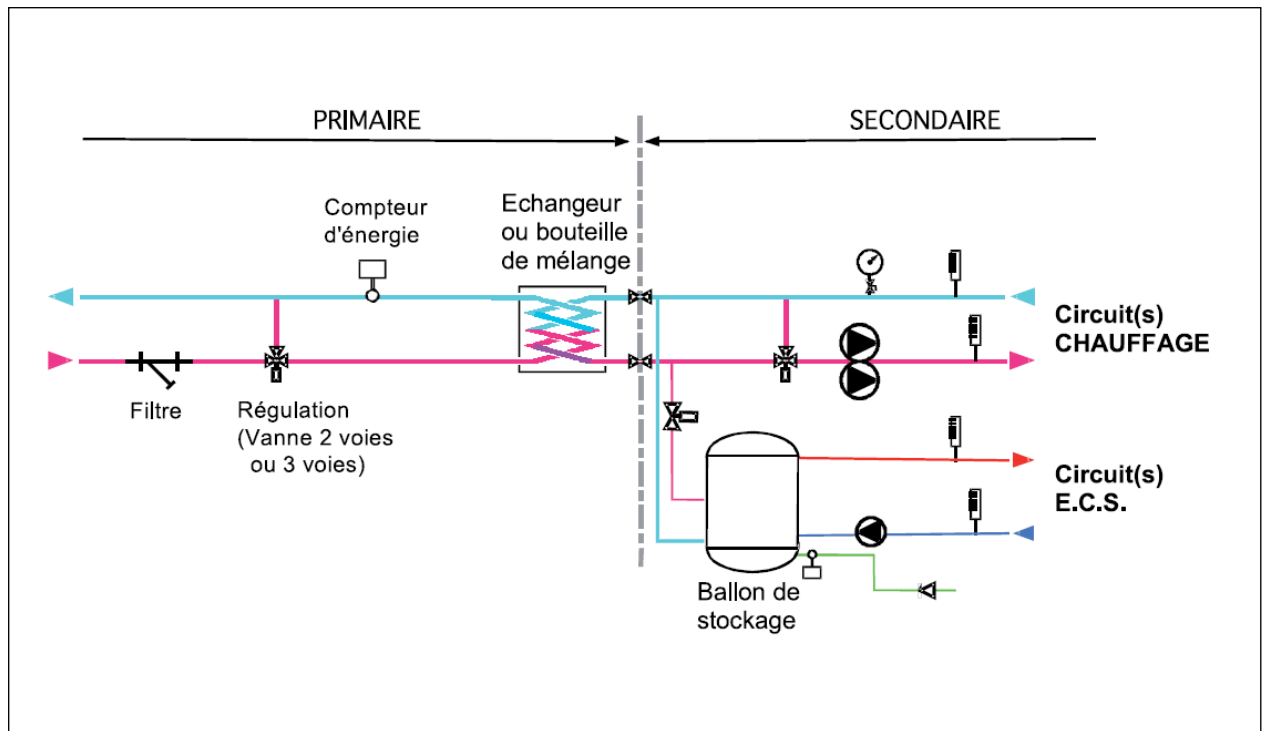 PRIMAIRE
SECONDAIRE
Compteur
d'énergie
Echangeur
ou bouteille
de mélange
Circuit(s)
CHAUFFAGE
Filtre
Régulation
(Vanne 2 voies
ou 3 voies)
Circuit(s)
E.C.S.
Ballon de
stockage